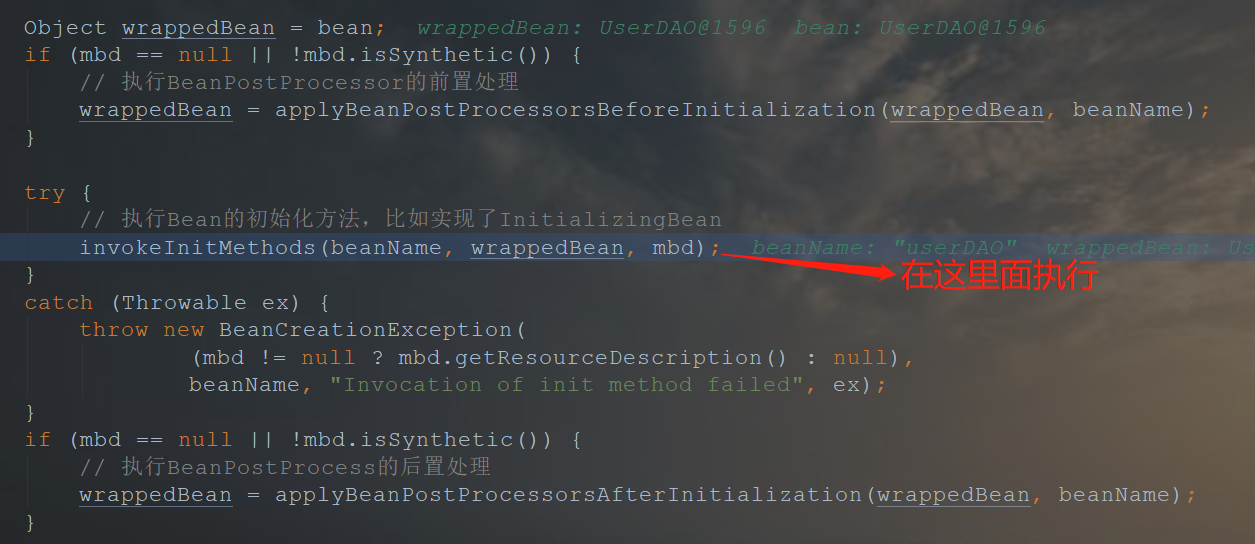 Object wrappedBean = bean;  wrappedBean: UserDAO@1596  bean: UserDAO@1596
if (mbd == null || !mbd.isSynthetic()) {
// 执行BeanPostProcessor的前置处理
wrappedBean = applyBeanPostProcessorsBeforeInitialization(wrappedBean, beanName);
}
try {
// 执行Bean的初始化方法，比如实现了InitializingBean
invokeInitMethods(beanName, wrappedBean, mbd);  beanName: "userDAO"  wrappedBean: Us
在这里面执行
}
catch (Throwable ex) {
throw new BeanCreationException(
(mbd != null ? mbd.getResourceDescription() : null),
beanName, "Invocation of init method failed", ex);
}
if (mbd == null || !mbd.isSynthetic()) {
// 执行BeanPostProcess的后置处理
wrappedBean = applyBeanPostProcessorsAfterInitialization(wrappedBean, beanName);
}